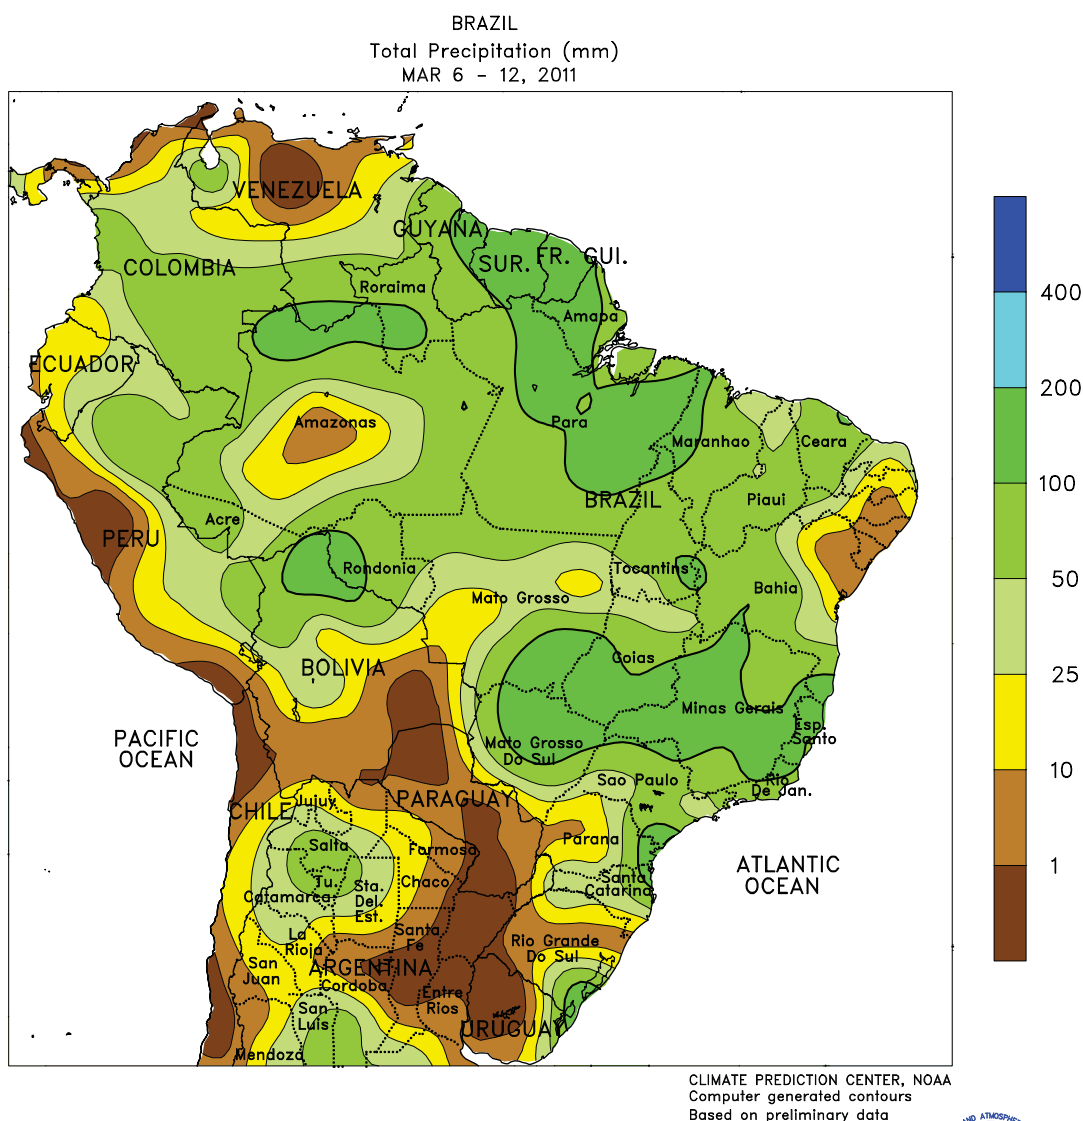 BRAZIL
Total Precipitation (mm)
MAR 6 - 12, 2011
VENEZUELA
GUYANA
SUR.
FR. GUI.
COLOMBIA
Roraima
400
Amapa
ECUADOR
200
Amazonas
Para
Maranhao
Ceara
100
BRAZIL
Piaui
Acre
PERU
Rondonia
Tocantins
50
Mato Grosso
Bahia
BOLIVIA
Goias
25
Minas Gerais
Esp.
Santo
PACIFIC
OCEAN
Mato Grosso
Do Sul
10
Sao Paulo
Rio
De Jan.
CHILE
Jujuy
PARAGUAY
Salta
Formosa
Parana
ATLANTIC
OCEAN
1
Tu.
Chaco
Catamarca
Sta.
Del.
Est.
Santa
Catarina
La
Rioja
Santa
Fe
Rio Grande
Do Sul
San
Juan
ARGENTINA
Cordoba
Entre
Rios
San
Luis
URUGUAY
Mendoza
CLIMATE PREDICTION CENTER, NOAA
Computer generated contours
Based on preliminary data
AND ATMOSPHE